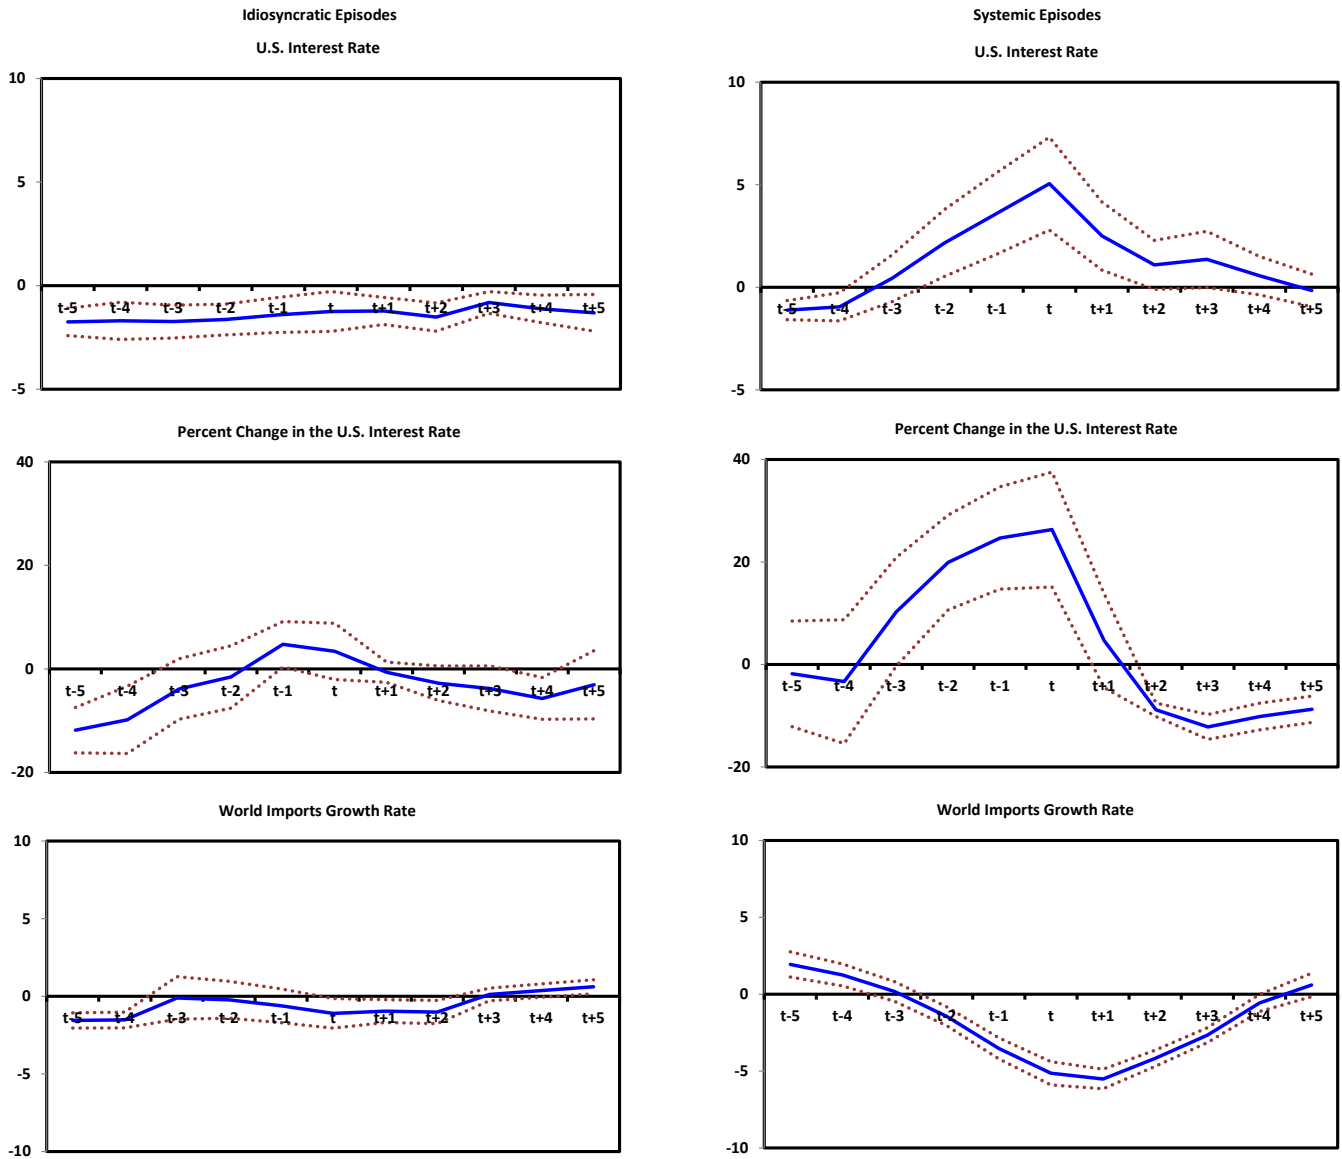 Idiosyncratic Episodes
U.S. Interest Rate
10
5
0
-5
t-5 t-4 t-3 t-2 t-1 t t+1 t+2 t+3 t+4 t+5
Percent Change in the U.S. Interest Rate
40
20
0
-20
t-5 t-4 t-3 t-2 t-1 t t+1 t+2 t+3 t+4 t+5
World Imports Growth Rate
10
5
0
-5
-10
t-5 t-4 t-3 t-2 t-1 t t+1 t+2 t+3 t+4 t+5
Systemic Episodes
U.S. Interest Rate
10
5
0
-5
t-5 t-4 t-3 t-2 t-1 t t+1 t+2 t+3 t+4 t+5
Percent Change in the U.S. Interest Rate
40
20
0
-20
t-5 t-4 t-3 t-2 t-1 t t+1 t+2 t+3 t+4 t+5
World Imports Growth Rate
10
5
0
-5
-10
t-5 t-4 t-3 t-2 t-1 t t+1 t+2 t+3 t+4 t+5